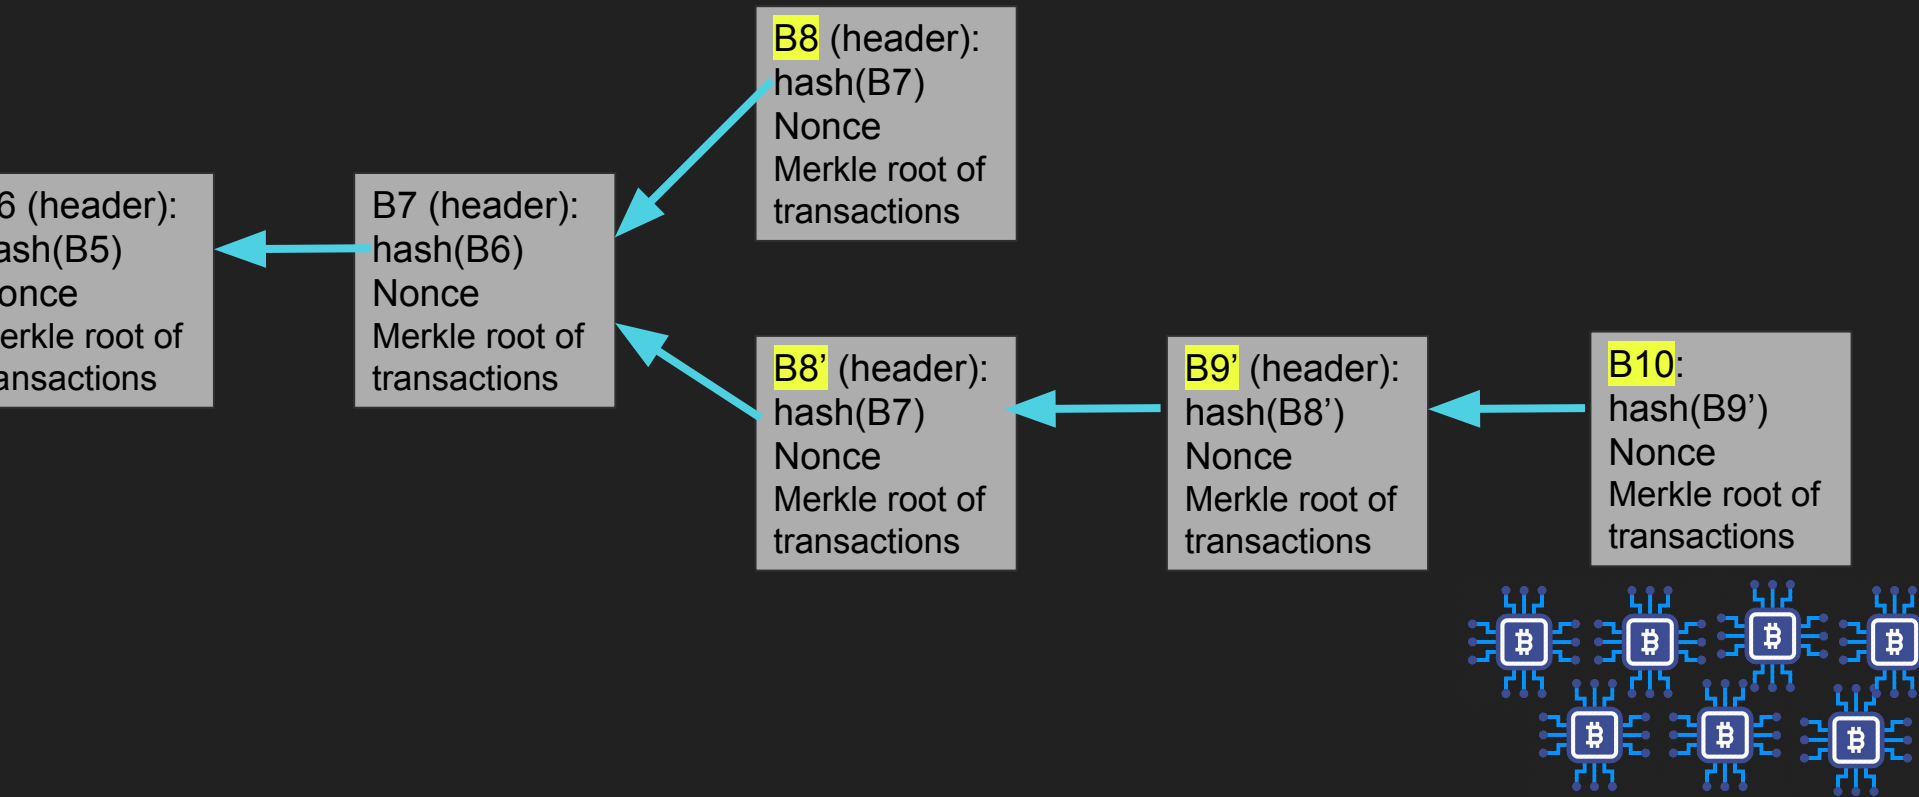 6 (header):
ash(B5)
once
erkle root of
ansactions
B7 (header):
hash(B6)
Nonce
Merkle root of
transactions
B8 (header):
hash(B7)
Nonce
Merkle root of
transactions
B8’ (header):
hash(B7)
Nonce
Merkle root of
transactions
B9’ (header):
hash(B8’)
Nonce
Merkle root of
transactions
B10:
hash(B9’)
Nonce
Merkle root of
transactions